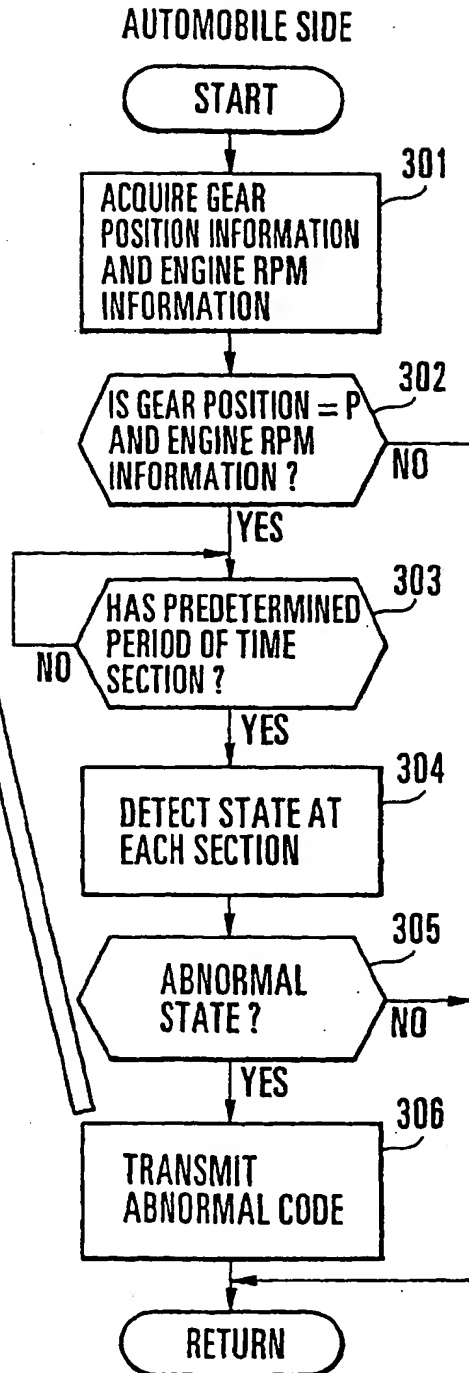 AUTOMOBILE SIDE
START
301
ACQUIRE GEAR
POSITION INFORMATION
AND ENGINE RPM
INFORMATION
302
IS GEAR POSITION = P
AND ENGINE RPM
INFORMATION ?
NO
YES
303
HAS PREDETERMINED
PERIOD OF TIME
SECTION ?
NO
YES
304
DETECT STATE AT
EACH SECTION
305
ABNORMAL
STATE ?
NO
YES
306
TRANSMIT
ABNORMAL CODE
RETURN